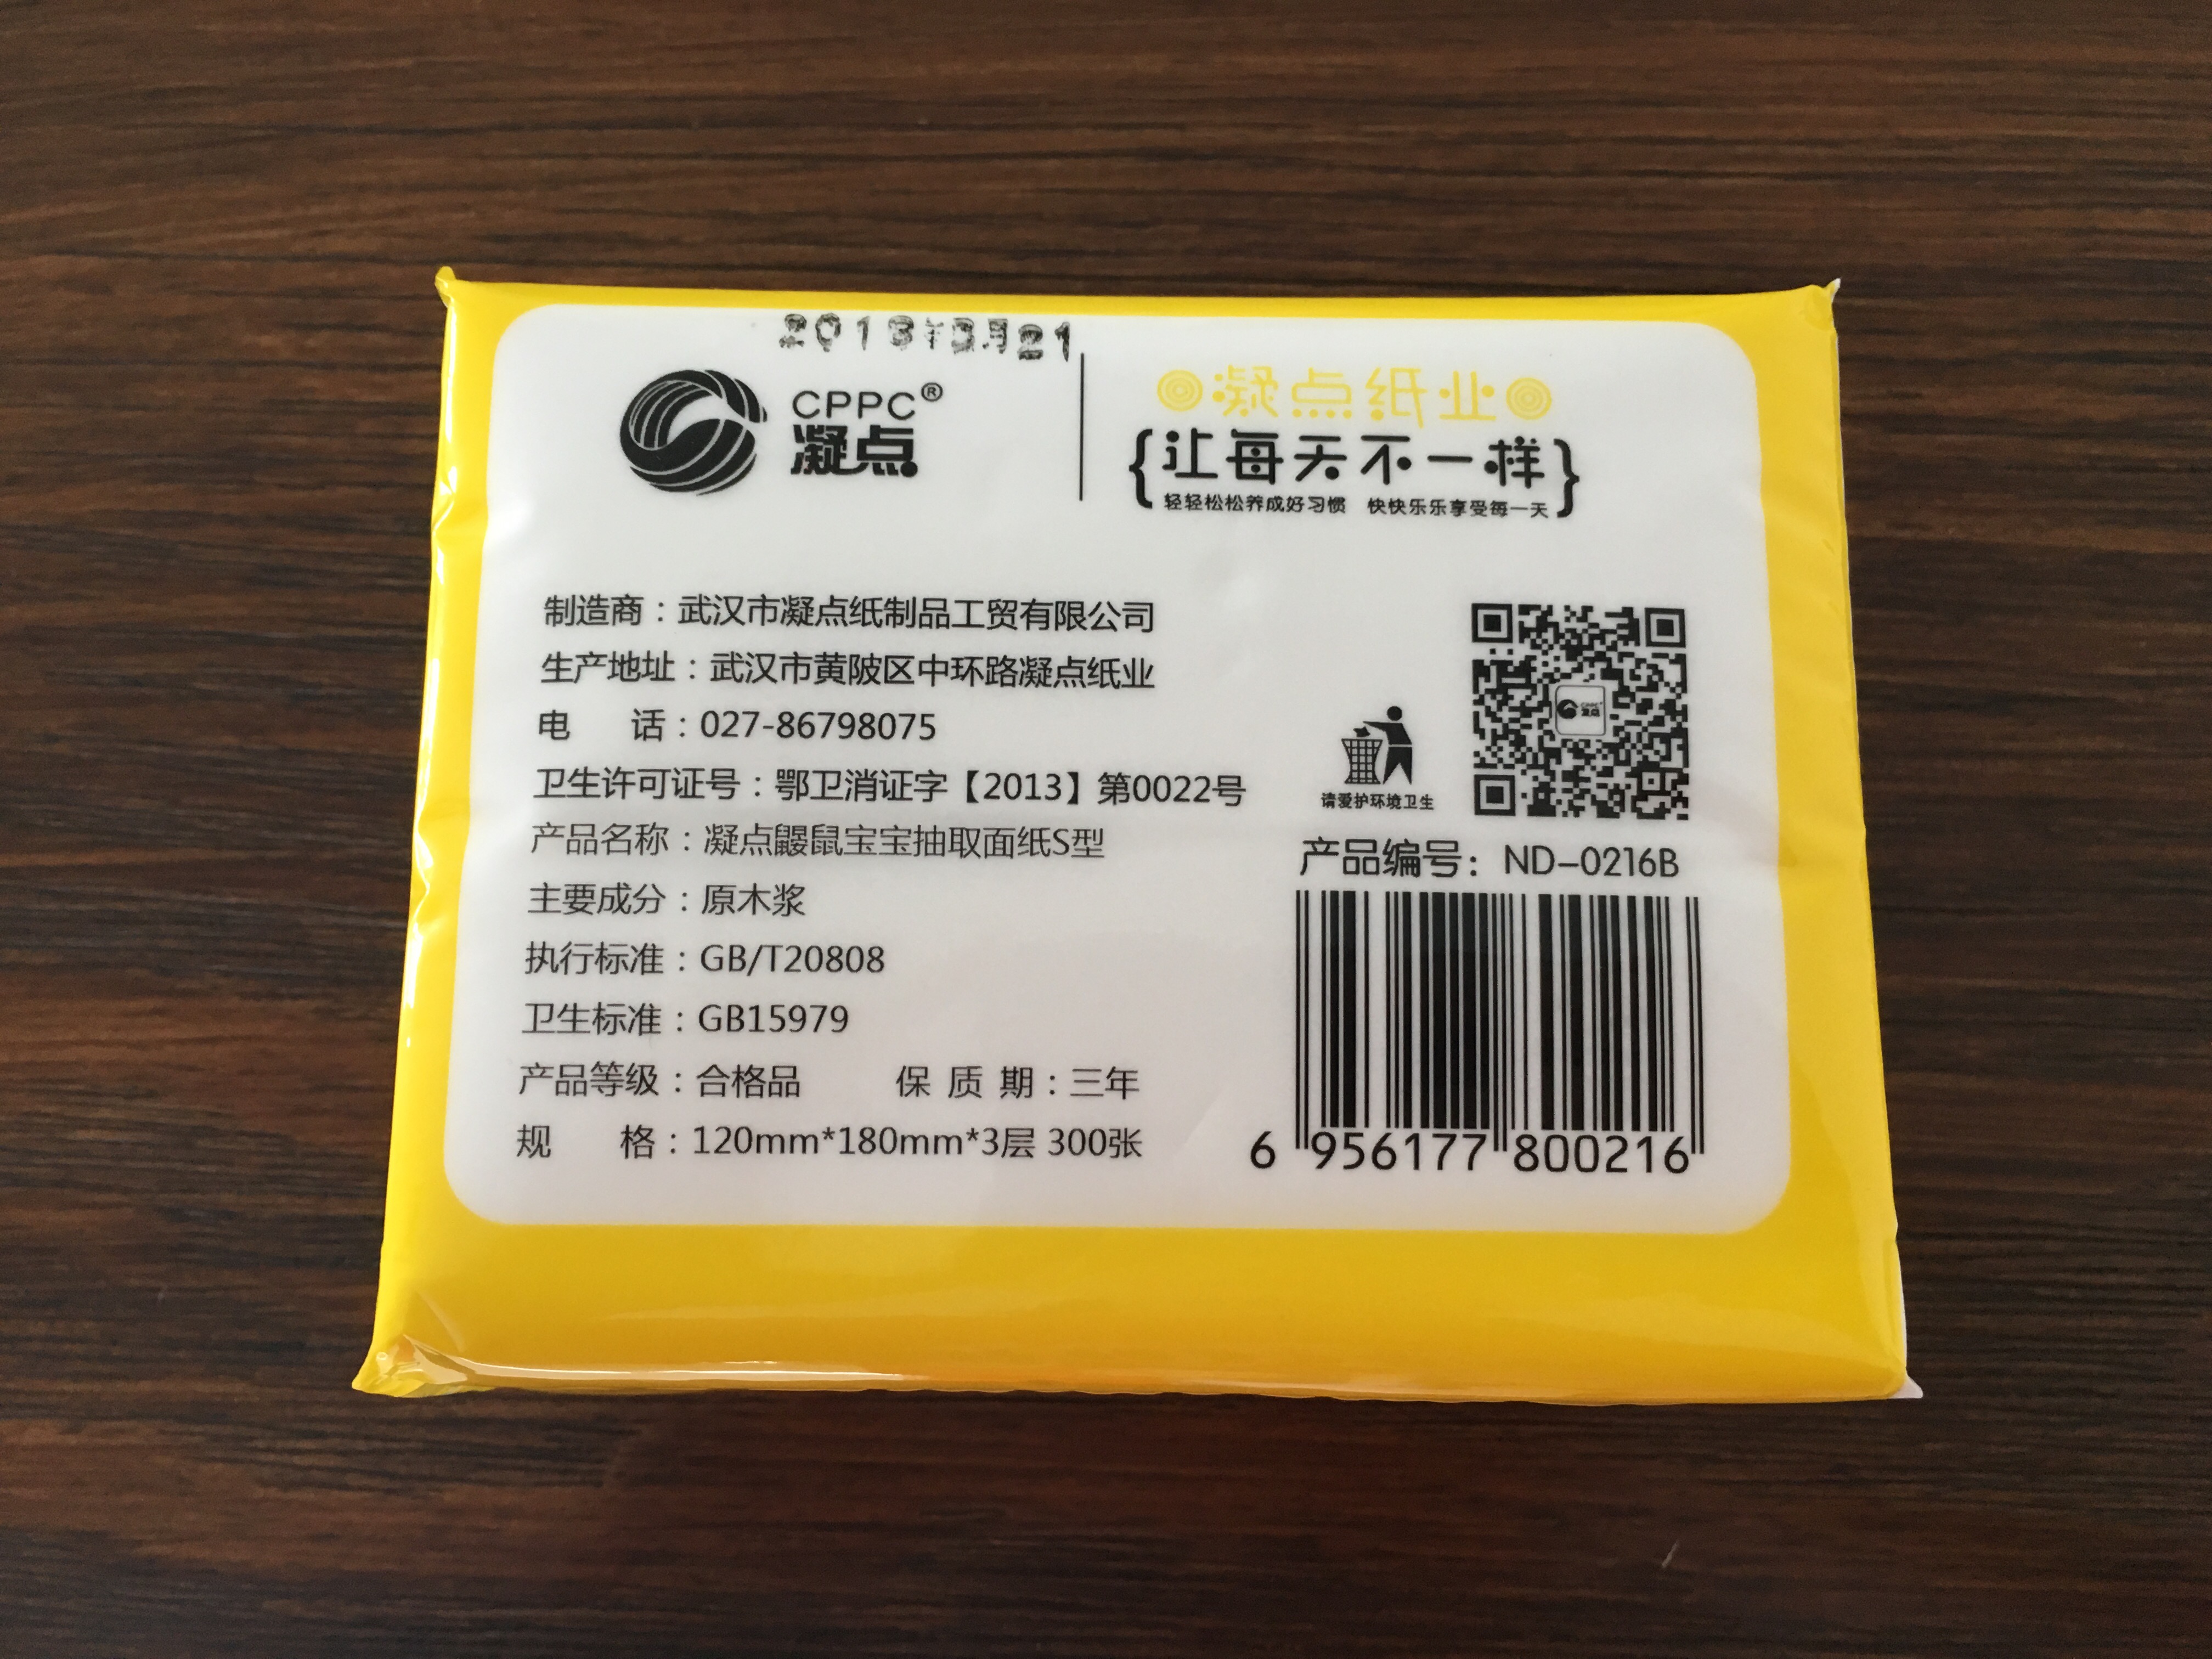 CPPC®
凝点
凝点纸业
{让每天不一样}
轻轻松松养成好习惯 快快乐乐享受每一天
制造商：武汉市凝点纸制品工贸有限公司
生产地址：武汉市黄陂区中环路凝点纸业
电 话：027-86798075
卫生许可证号：鄂卫消证字【2013】第0022号
产品名称：凝点鼹鼠宝宝抽取面纸S型
主要成分：原木浆
执行标准：GB/T20808
卫生标准：GB15979
产品等级：合格品 保 质 期：三年
规 格：120mm*180mm*3层 300张
请爱护环境卫生
CPPC
凝点
产品编号：ND-0216B
6 956177 800216